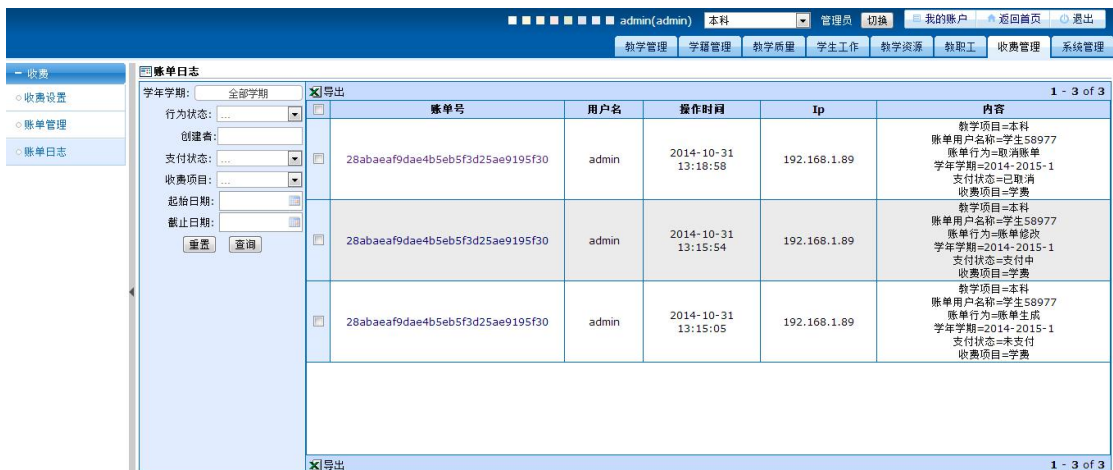 admin(admin) 本科 管理员 切换 我的账户 返回首页 退出
教学管理 学籍管理 教学质量 学生工作 教学资源 教职工 收费管理 系统管理
收费
收费设置
账单管理
账单日志
账单日志
学年学期: 全部学期
行为状态: ...
创建者:
支付状态: ...
收费项目: ...
起始日期:
截止日期:
重置 查询
导出 1 - 3 of 3
账单号 用户名 操作时间 Ip 内容
28abaeaf9dae4b5eb5f3d25ae9195f30 admin 2014-10-31 13:18:58 192.168.1.89
教学项目=本科
账单用户名称=学生58977
账单行为=取消账单
学年学期=2014-2015-1
支付状态=已取消
收费项目=学费
28abaeaf9dae4b5eb5f3d25ae9195f30 admin 2014-10-31 13:15:54 192.168.1.89
教学项目=本科
账单用户名称=学生58977
账单行为=账单修改
学年学期=2014-2015-1
支付状态=支付中
收费项目=学费
28abaeaf9dae4b5eb5f3d25ae9195f30 admin 2014-10-31 13:15:05 192.168.1.89
教学项目=本科
账单用户名称=学生58977
账单行为=账单生成
学年学期=2014-2015-1
支付状态=未支付
收费项目=学费
导出 1 - 3 of 3